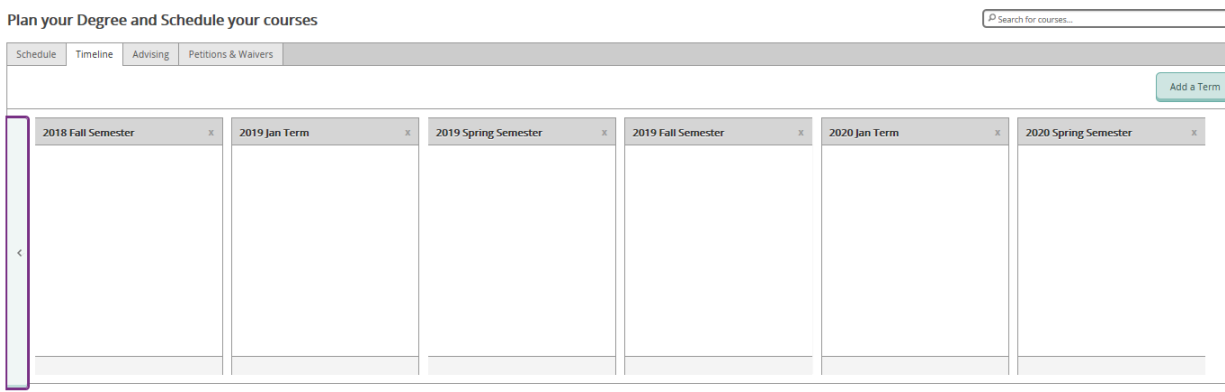 Plan your Degree and Schedule your courses
Search for courses...
Schedule Timeline Advising Petitions & Waivers
Add a Term
2018 Fall Semester x 2019 Jan Term x 2019 Spring Semester x 2019 Fall Semester x 2020 Jan Term x 2020 Spring Semester x
<